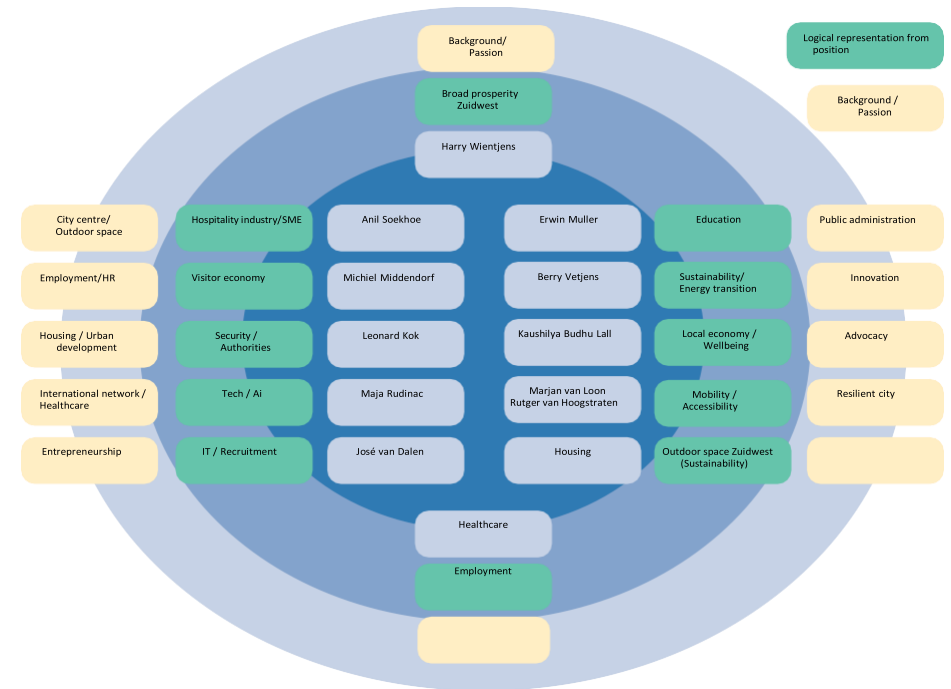 Background/
Passion
Logical representation from
position
Broad prosperity
Zuidwest
Background /
Passion
Harry Wientjens
City centre/
Outdoor space
Hospitality industry/SME
Anil Soekhoe
Erwin Muller
Education
Public administration
Employment/HR
Visitor economy
Michiel Middendorf
Berry Vetjens
Sustainability/
Energy transition
Innovation
Housing / Urban
development
Security /
Authorities
Leonard Kok
Kaushilya Budhu Lall
Local economy /
Wellbeing
Advocacy
International network /
Healthcare
Tech / Ai
Maja Rudinac
Marjan van Loon
Rutger van Hoogstraten
Mobility /
Accessibility
Resilient city
Entrepreneurship
IT / Recruitment
José van Dalen
Housing
Outdoor space Zuidwest
(Sustainability)
Healthcare
Employment